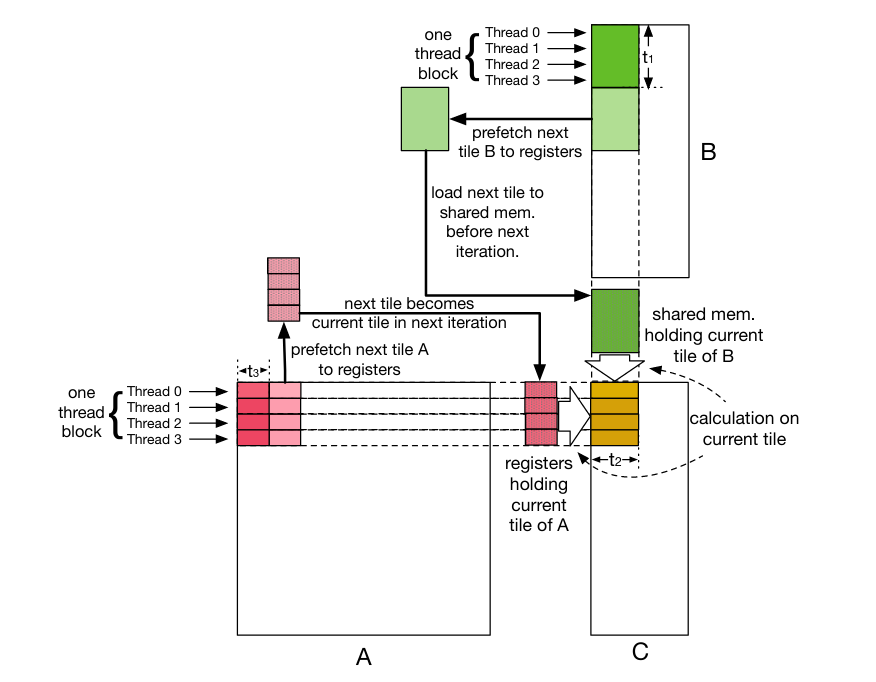 one
thread
block
Thread 0
Thread 1
Thread 2
Thread 3
t1
prefetch next
tile B to registers
B
load next tile to
shared mem.
before next
iteration.
next tile becomes
current tile in next iteration
shared mem.
holding current
tile of B
prefetch next tile A
to registers
t3
one
thread
block
Thread 0
Thread 1
Thread 2
Thread 3
calculation on
current tile
t2
registers
holding
current
tile of A
A
C